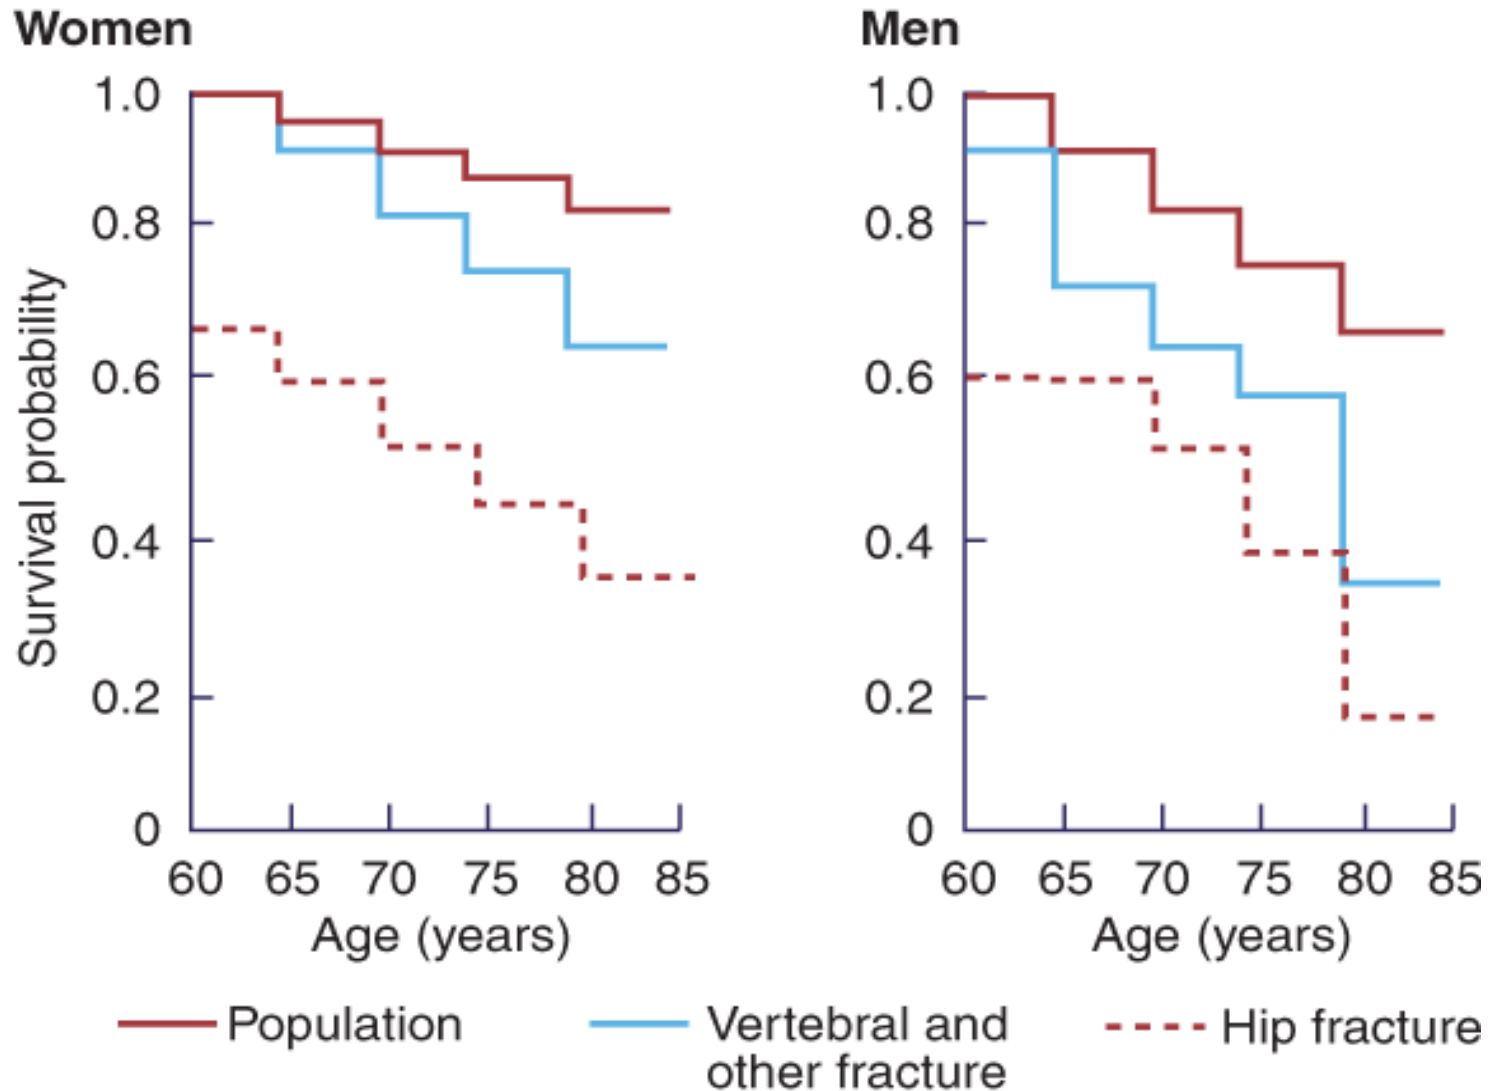 Women
Men
Survival probability
1.0
0.8
0.6
0.4
0.2
0
60 65 70 75 80 85
Age (years)
1.0
0.8
0.6
0.4
0.2
0
60 65 70 75 80 85
Age (years)
Population
Vertebral and
other fracture
Hip fracture